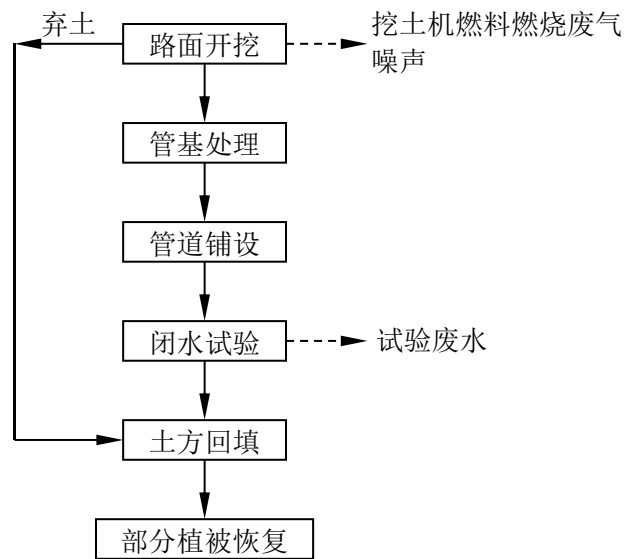 弃土
路面开挖
挖土机燃料燃烧废气
噪声
管基处理
管道铺设
闭水试验
试验废水
土方回填
部分植被恢复